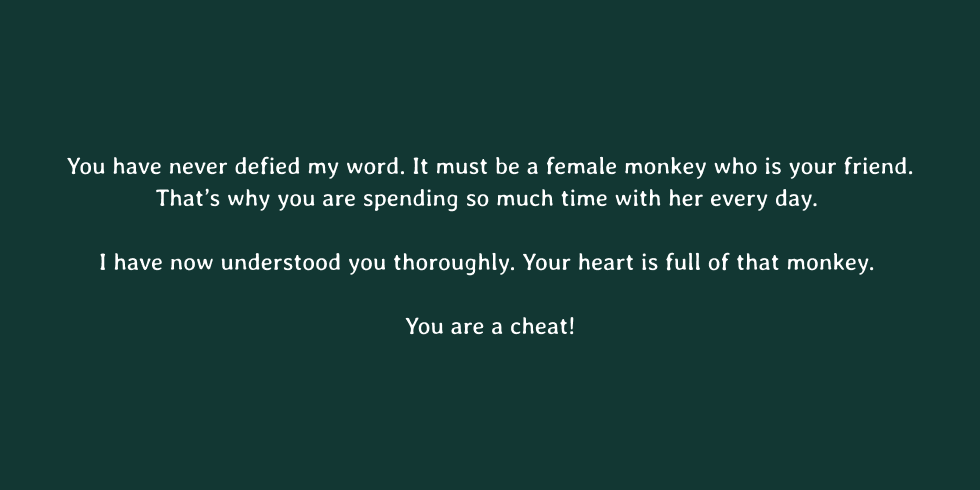 You have never defied my word. It must be a female monkey who is your friend.
That’s why you are spending so much time with her every day.
I have now understood you thoroughly. Your heart is full of that monkey.
You are a cheat!